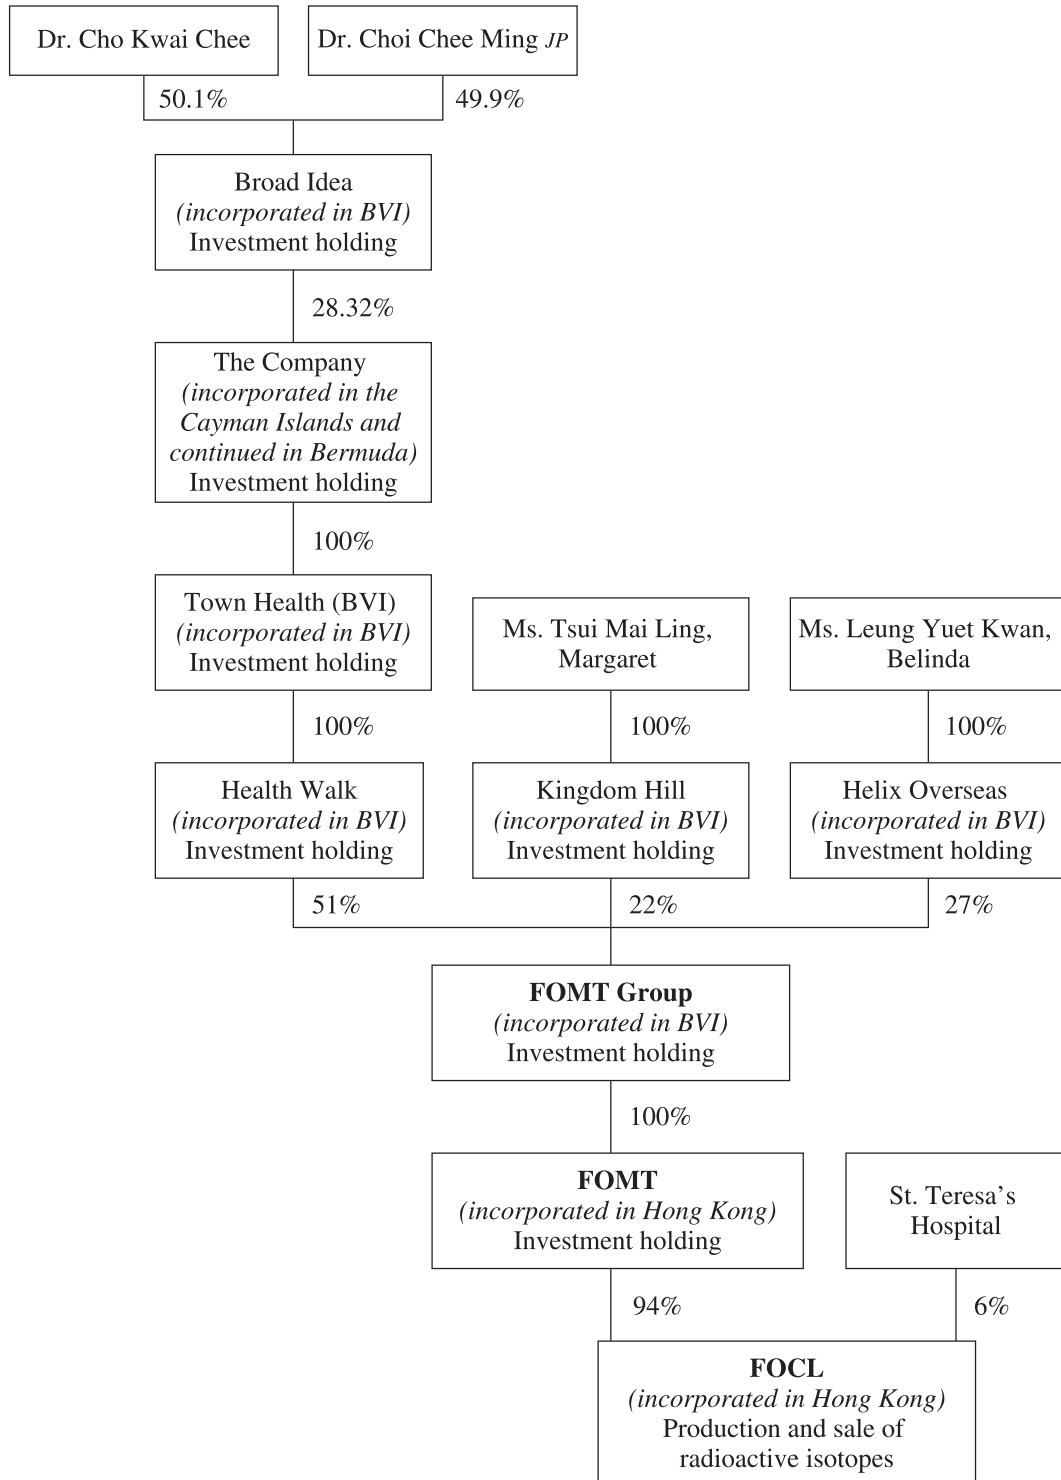 Dr. Cho Kwai Chee
Dr. Choi Chee Ming JP
50.1%
49.9%
Broad Idea
(incorporated in BVI)
Investment holding
28.32%
The Company
(incorporated in the
Cayman Islands and
continued in Bermuda)
Investment holding
100%
Town Health (BVI)
(incorporated in BVI)
Investment holding
Ms. Tsui Mai Ling,
Margaret
Ms. Leung Yuet Kwan,
Belinda
100%
100%
100%
Health Walk
(incorporated in BVI)
Investment holding
Kingdom Hill
(incorporated in BVI)
Investment holding
Helix Overseas
(incorporated in BVI)
Investment holding
51%
22%
27%
FOMT Group
(incorporated in BVI)
Investment holding
100%
FOMT
(incorporated in Hong Kong)
Investment holding
St. Teresa’s
Hospital
94%
6%
FOCL
(incorporated in Hong Kong)
Production and sale of
radioactive isotopes